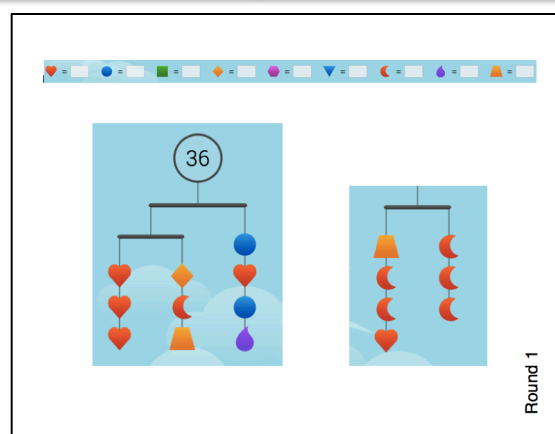 = = = = = = = = =
36
Round 1